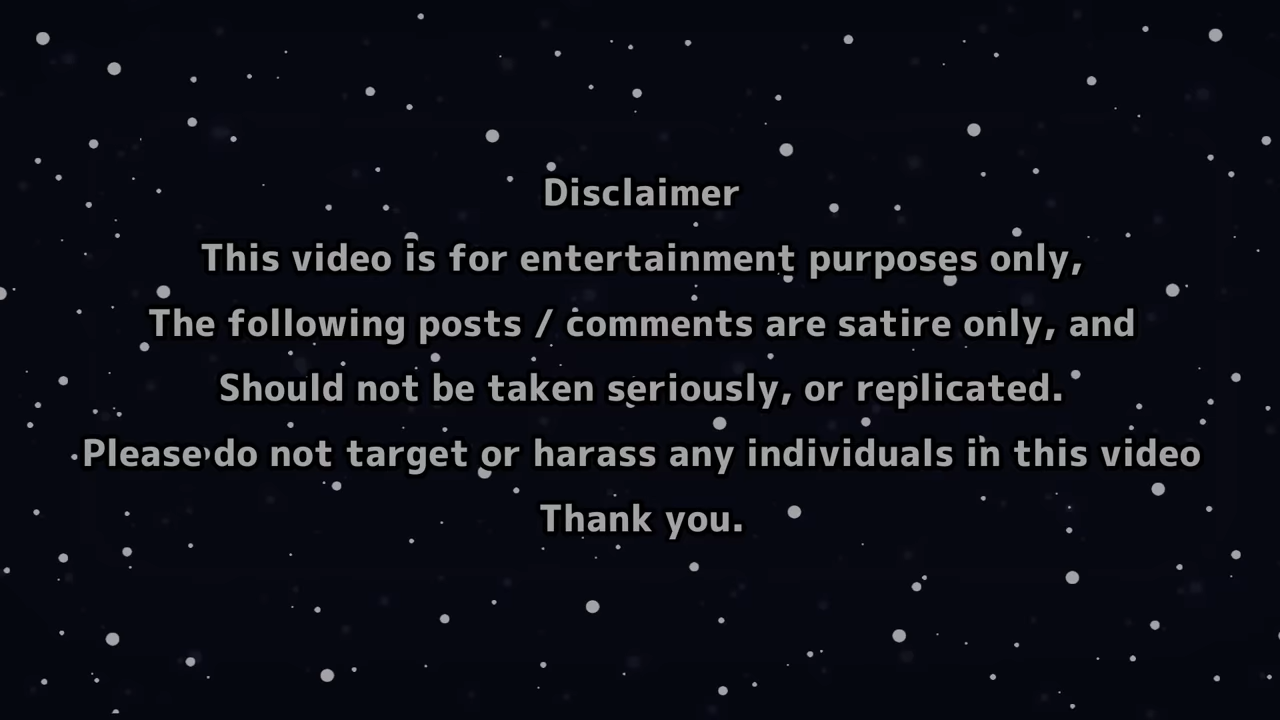 Disclaimer
This video is for entertainment purposes only,
The following posts / comments are satire only, and
Should not be taken seriously, or replicated.
Please do not target or harass any individuals in this video
Thank you.